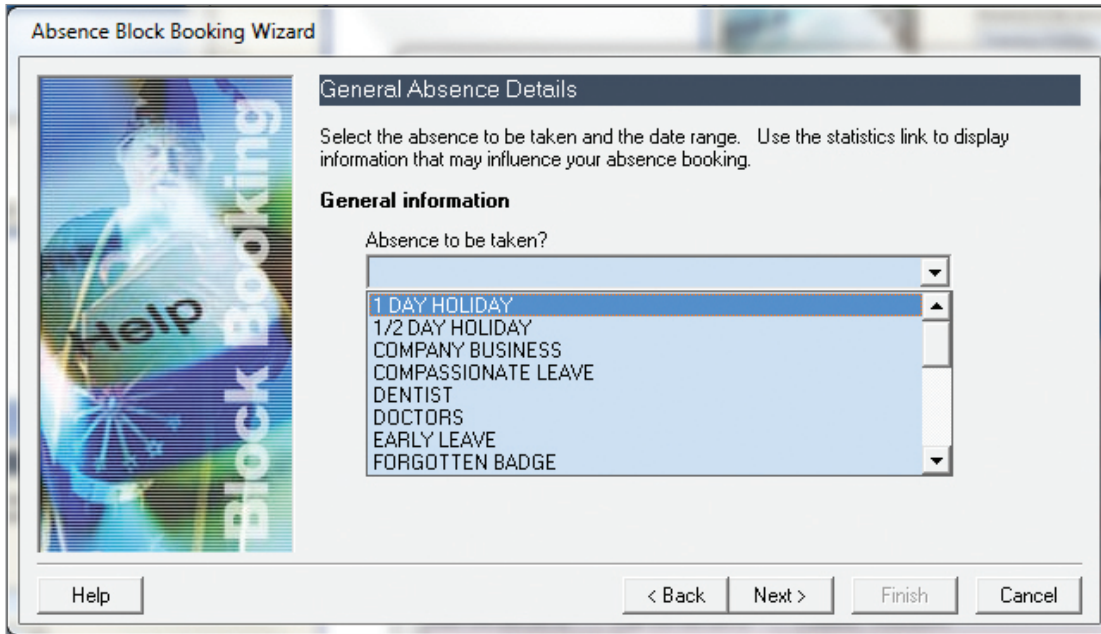 Absence Block Booking Wizard
General Absence Details
Select the absence to be taken and the date range. Use the statistics link to display
information that may influence your absence booking.
General information
Absence to be taken?
1 DAY HOLIDAY
1/2 DAY HOLIDAY
COMPANY BUSINESS
COMPASSIONATE LEAVE
DENTIST
DOCTORS
EARLY LEAVE
FORGOTTEN BADGE
Help
Block Booking
Help
< Back
Next >
Finish
Cancel